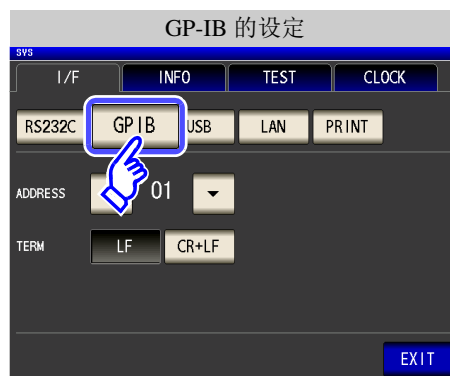 GP-IB 的设定
SYS
I/F INFO TEST CLOCK
RS232C GPIB USB LAN PRINT
ADDRESS 01
TERM LF CR+LF
EXIT